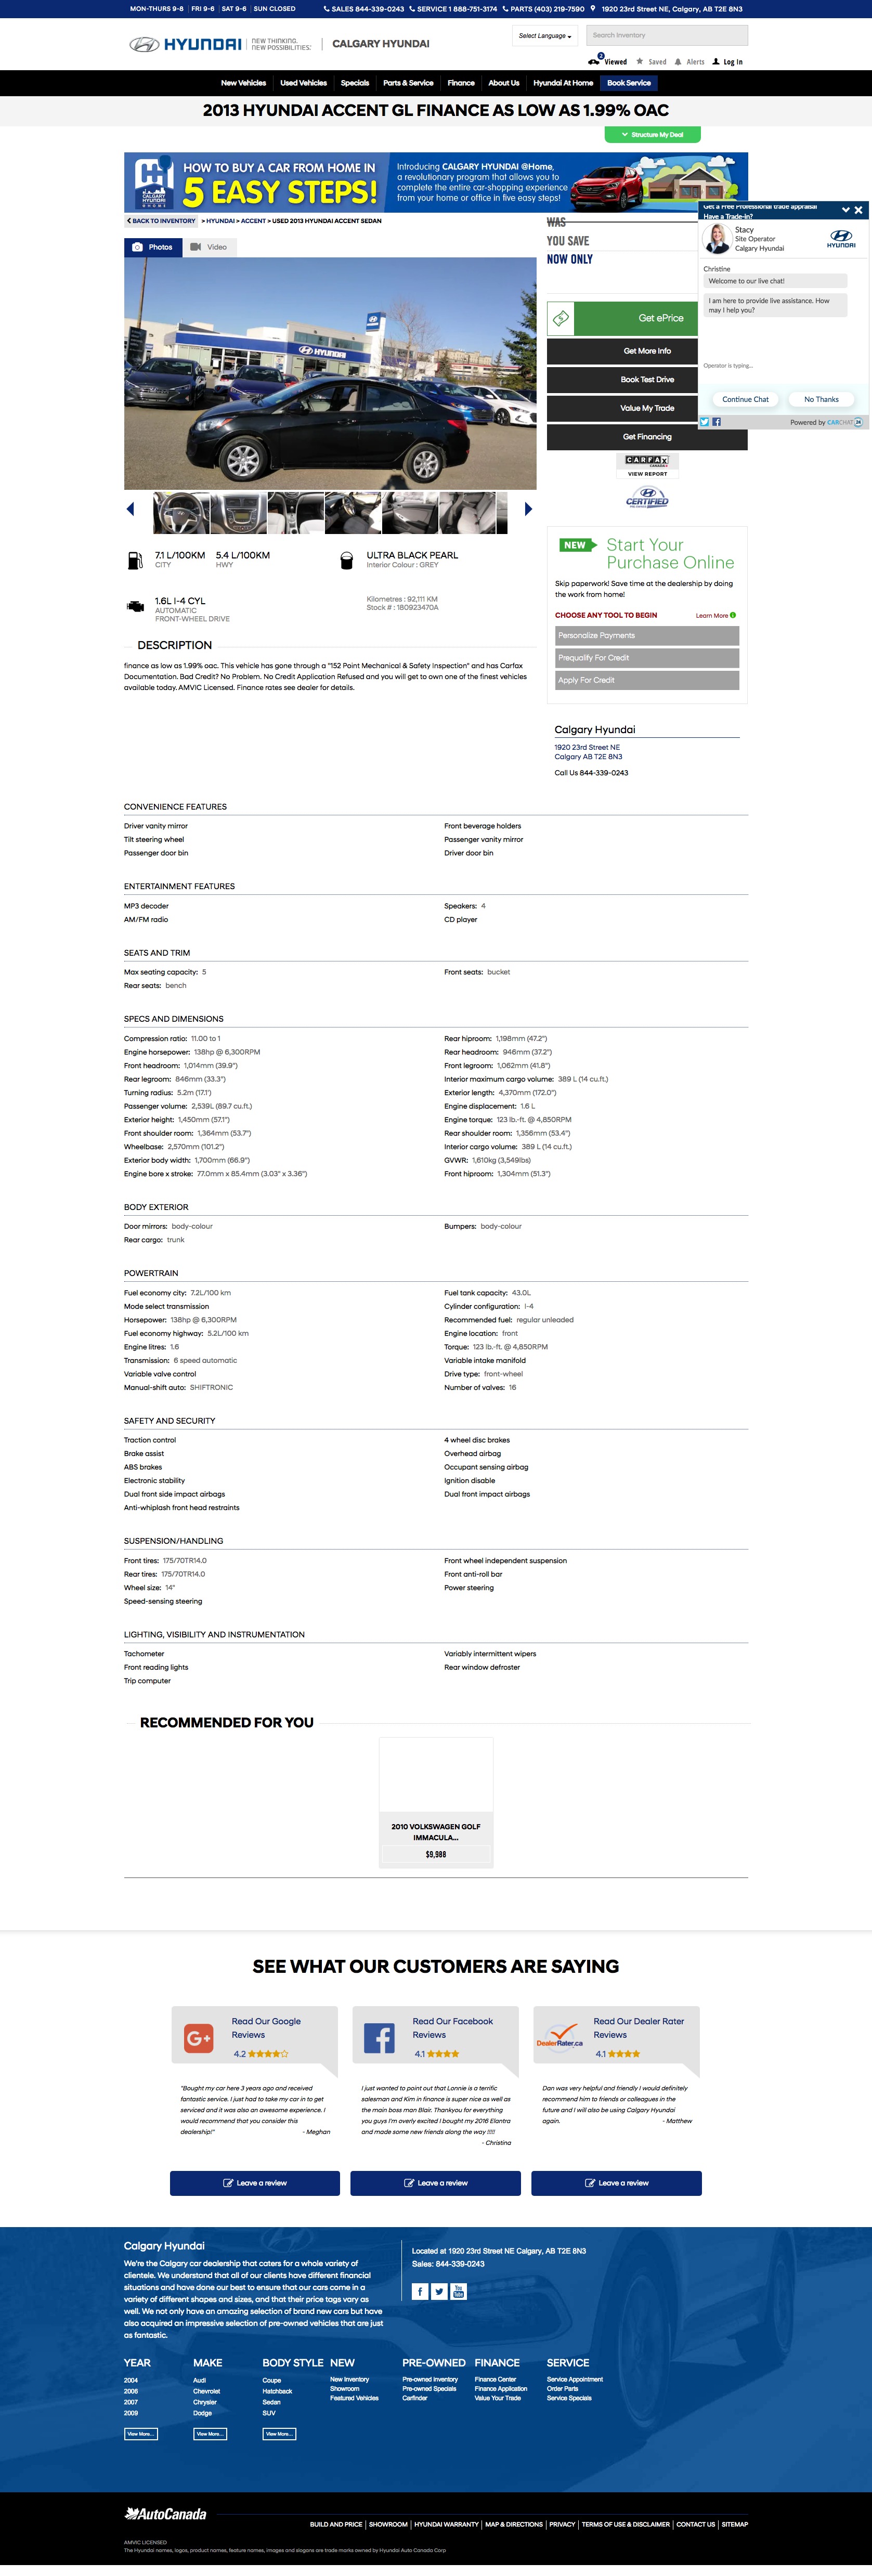 MON-THURS 9-8 FRI 9-6 SAT 9-6 SUN CLOSED SALES 844-339-0243 SERVICE 1 888-751-3174 PARTS (403) 219-7590 1920 23rd Street NE, Calgary, AB T2E 8N3
HYUNDAI NEW THINKING. NEW POSSIBILITIES. CALGARY HYUNDAI
Select Language
Search Inventory
2 Viewed Saved Alerts Log In
New Vehicles Used Vehicles Specials Parts & Service Finance About Us Hyundai At Home Book Service
2013 HYUNDAI ACCENT GL FINANCE AS LOW AS 1.99% OAC
Structure My Deal
CALGARY HYUNDAI
@HOME
HOW TO BUY A CAR FROM HOME IN
5 EASY STEPS!
Introducing CALGARY HYUNDAI @Home,
a revolutionary program that allows you to
complete the entire car-shopping experience
from your home or office in five easy steps!
BACK TO INVENTORY > HYUNDAI > ACCENT > USED 2013 HYUNDAI ACCENT SEDAN
Photos Video
HYUNDAI
WAS
YOU SAVE
NOW ONLY
Get ePrice
Get More Info
Book Test Drive
Value My Trade
Get Financing
CARFAX
CANADA
VIEW REPORT
CERTIFIED
Get a Free Professional trade appraisal
Have a Trade-in?
Stacy
Site Operator
Calgary Hyundai
HYUNDAI
Christine
Welcome to our live chat!
I am here to provide live assistance. How
may I help you?
Operator is typing...
Continue Chat No Thanks
Powered by CARCHAT 24
7.1 L/100KM
CITY
5.4 L/100KM
HWY
ULTRA BLACK PEARL
Interior Colour : GREY
1.6L I-4 CYL
AUTOMATIC
FRONT-WHEEL DRIVE
Kilometres : 92,111 KM
Stock # : 180923470A
NEW Start Your
Purchase Online
Skip paperwork! Save time at the dealership by doing
the work from home!
CHOOSE ANY TOOL TO BEGIN Learn More
Personalize Payments
Prequalify For Credit
Apply For Credit
DESCRIPTION
finance as low as 1.99% oac. This vehicle has gone through a "152 Point Mechanical & Safety Inspection" and has Carfax
Documentation. Bad Credit? No Problem. No Credit Application Refused and you will get to own one of the finest vehicles
available today. AMVIC Licensed. Finance rates see dealer for details.
Calgary Hyundai
1920 23rd Street NE
Calgary AB T2E 8N3
Call Us 844-339-0243
CONVENIENCE FEATURES
Driver vanity mirror Front beverage holders
Tilt steering wheel Passenger vanity mirror
Passenger door bin Driver door bin
ENTERTAINMENT FEATURES
MP3 decoder Speakers: 4
AM/FM radio CD player
SEATS AND TRIM
Max seating capacity: 5 Front seats: bucket
Rear seats: bench
SPECS AND DIMENSIONS
Compression ratio: 11.00 to 1 Rear hiproom: 1,198mm (47.2")
Engine horsepower: 138hp @ 6,300RPM Rear headroom: 946mm (37.2")
Front headroom: 1,014mm (39.9") Front legroom: 1,062mm (41.8")
Rear legroom: 846mm (33.3") Interior maximum cargo volume: 389 L (14 cu.ft.)
Turning radius: 5.2m (17.1') Exterior length: 4,370mm (172.0")
Passenger volume: 2,539L (89.7 cu.ft.) Engine displacement: 1.6 L
Exterior height: 1,450mm (57.1") Engine torque: 123 lb.-ft. @ 4,850RPM
Front shoulder room: 1,364mm (53.7") Rear shoulder room: 1,356mm (53.4")
Wheelbase: 2,570mm (101.2") Interior cargo volume: 389 L (14 cu.ft.)
Exterior body width: 1,700mm (66.9") GVWR: 1,610kg (3,549lbs)
Engine bore x stroke: 77.0mm x 85.4mm (3.03" x 3.36") Front hiproom: 1,304mm (51.3")
BODY EXTERIOR
Door mirrors: body-colour Bumpers: body-colour
Rear cargo: trunk
POWERTRAIN
Fuel economy city: 7.2L/100 km Fuel tank capacity: 43.0L
Mode select transmission Cylinder configuration: I-4
Horsepower: 138hp @ 6,300RPM Recommended fuel: regular unleaded
Fuel economy highway: 5.2L/100 km Engine location: front
Engine litres: 1.6 Torque: 123 lb.-ft. @ 4,850RPM
Transmission: 6 speed automatic Variable intake manifold
Variable valve control Drive type: front-wheel
Manual-shift auto: SHIFTRONIC Number of valves: 16
SAFETY AND SECURITY
Traction control 4 wheel disc brakes
Brake assist Overhead airbag
ABS brakes Occupant sensing airbag
Electronic stability Ignition disable
Dual front side impact airbags Dual front impact airbags
Anti-whiplash front head restraints
SUSPENSION/HANDLING
Front tires: 175/70TR14.0 Front wheel independent suspension
Rear tires: 175/70TR14.0 Front anti-roll bar
Wheel size: 14" Power steering
Speed-sensing steering
LIGHTING, VISIBILITY AND INSTRUMENTATION
Tachometer Variably intermittent wipers
Front reading lights Rear window defroster
Trip computer
RECOMMENDED FOR YOU
2010 VOLKSWAGEN GOLF
IMMACULA...
$9,988
SEE WHAT OUR CUSTOMERS ARE SAYING
G+ Read Our Google
Reviews
4.2
Read Our Facebook
Reviews
4.1
DealerRater.ca Read Our Dealer Rater
Reviews
4.1
"Bought my car here 3 years ago and received
fantastic service. I just had to take my car in to get
serviced and it was also an awesome experience. I
would recommend that you consider this
dealership!" - Meghan
I just wanted to point out that Lonnie is a terrific
salesman and Kim in finance is super nice as well as
the main boss man Blair. Thankyou for everything
you guys I'm overly excited I bought my 2016 Elantra
and made some new friends along the way !!!!!
- Christina
Dan was very helpful and friendly I would definitely
recommend him to friends or colleagues in the
future and I will also be using Calgary Hyundai
again. - Matthew
Leave a review Leave a review Leave a review
Calgary Hyundai
We're the Calgary car dealership that caters for a whole variety of
clientele. We understand that all of our clients have different financial
situations and have done our best to ensure that our cars come in a
variety of different shapes and sizes, and that their price tags vary as
well. We not only have an amazing selection of brand new cars but have
also acquired an impressive selection of pre-owned vehicles that are just
as fantastic.
Located at 1920 23rd Street NE Calgary, AB T2E 8N3
Sales: 844-339-0243
You Tube
YEAR MAKE BODY STYLE NEW PRE-OWNED FINANCE SERVICE
2004 Audi Coupe New Inventory Pre-owned Inventory Finance Center Service Appointment
2006 Chevrolet Hatchback Showroom Pre-owned Specials Finance Application Order Parts
2007 Chrysler Sedan Featured Vehicles Carfinder Value Your Trade Service Specials
2009 Dodge SUV
View More... View More... View More...
AutoCanada
BUILD AND PRICE SHOWROOM HYUNDAI WARRANTY MAP & DIRECTIONS PRIVACY TERMS OF USE & DISCLAIMER CONTACT US SITEMAP
AMVIC LICENSED
The Hyundai names, logos, product names, feature names, images and slogans are trade marks owned by Hyundai Auto Canada Corp